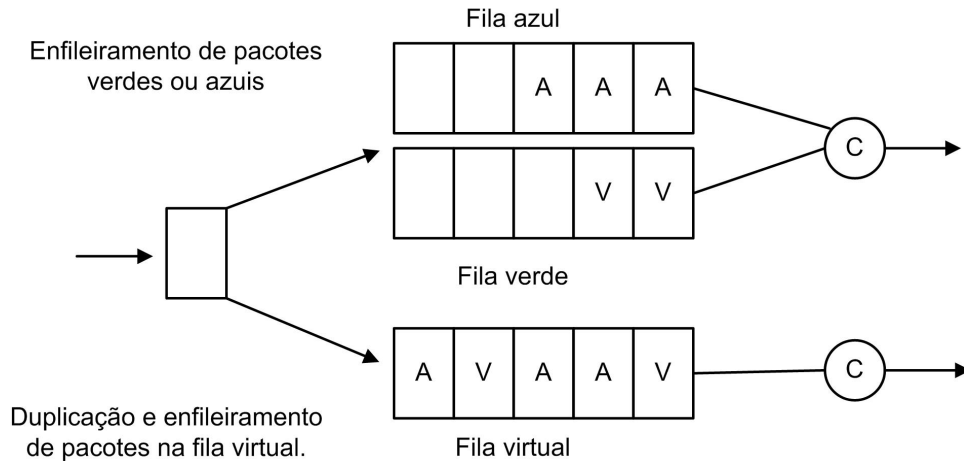 Fila azul
Enfileiramento de pacotes
verdes ou azuis
A A A
C
V V
Fila verde
A V A A V
C
Duplicação e enfileiramento
de pacotes na fila virtual.
Fila virtual